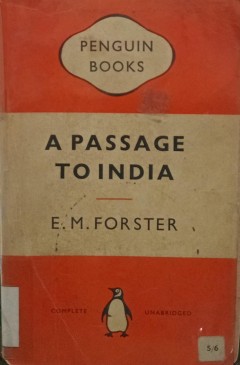 PENGUIN
BOOKS
A PASSAGE
TO INDIA
E. M. FORSTER
COMPLETE UNABRIDGED
5/6